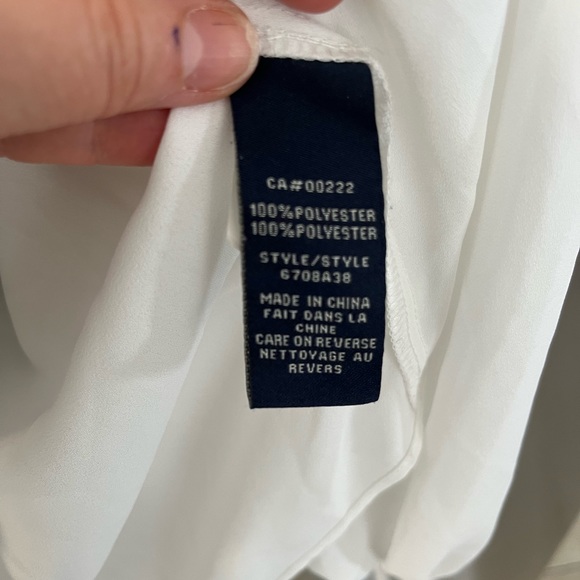 CA#00222
100%POLYESTER
100%POLYESTER
STYLE/STYLE
6708A38
MADE IN CHINA
FAIT DANS LA
CHINE
CARE ON REVERSE
NETTOYAGE AU
REVERS